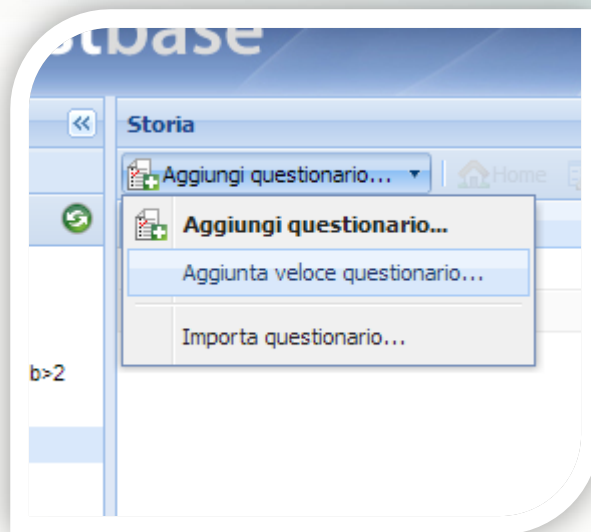 Storia
Aggiungi questionario... Home
Aggiungi questionario...
Aggiunta veloce questionario...
Importa questionario...
b>2